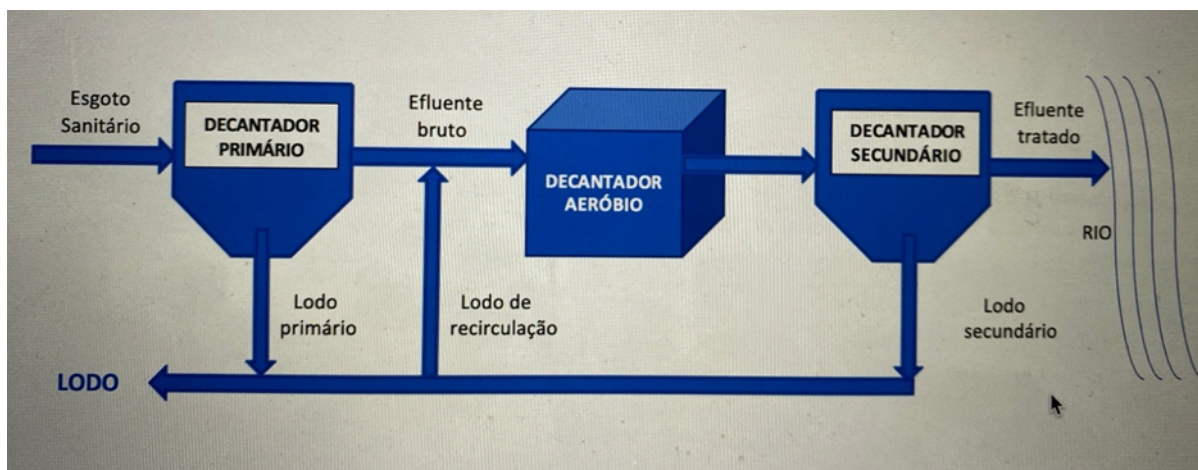 Esgoto
Sanitário
DECANTADOR
PRIMÁRIO
Efluente
bruto
DECANTADOR
AERÓBIO
DECANTADOR
SECUNDÁRIO
Efluente
tratado
RIO
Lodo
primário
Lodo de
recirculação
Lodo
secundário
LODO